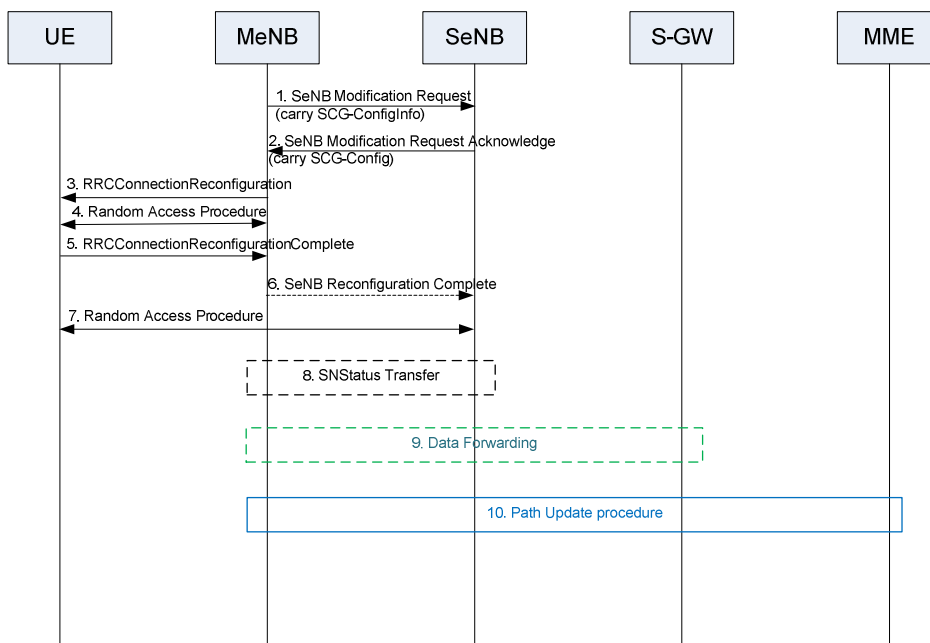 UE
MeNB
SeNB
S-GW
MME
1. SeNB Modification Request
(carry SCG-ConfigInfo)
2. SeNB Modification Request Acknowledge
(carry SCG-Config)
3. RRCConnectionReconfiguration
4. Random Access Procedure
5. RRCConnectionReconfigurationComplete
6. SeNB Reconfiguration Complete
7. Random Access Procedure
8. SNStatus Transfer
9. Data Forwarding
10. Path Update procedure